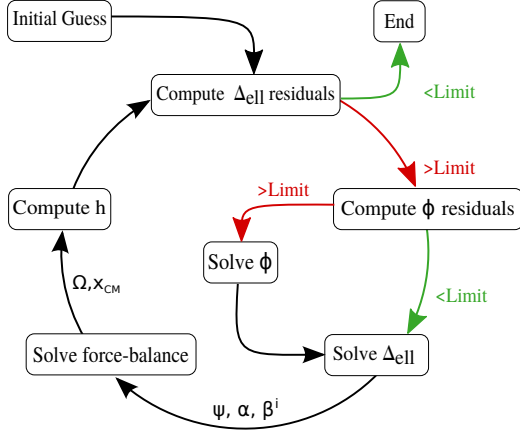 Initial Guess
End
Compute Δell residuals
<Limit
>Limit
>Limit
Compute h
Compute ϕ residuals
Solve ϕ
Ω,xCM
<Limit
Solve force-balance
Solve Δell
ψ, α, βⁱ